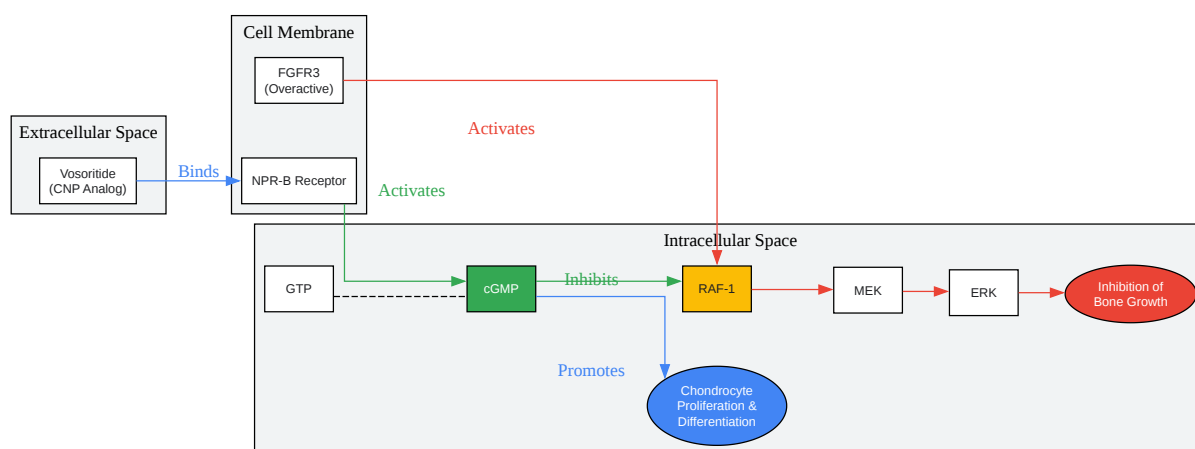 Cell Membrane
FGFR3
(Overactive)
Activates
Extracellular Space
Vosoritide
(CNP Analog)
Binds
NPR-B Receptor
Activates
Intracellular Space
GTP
cGMP
Inhibits
RAF-1
MEK
ERK
Inhibition of
Bone Growth
Promotes
Chondrocyte
Proliferation &
Differentiation